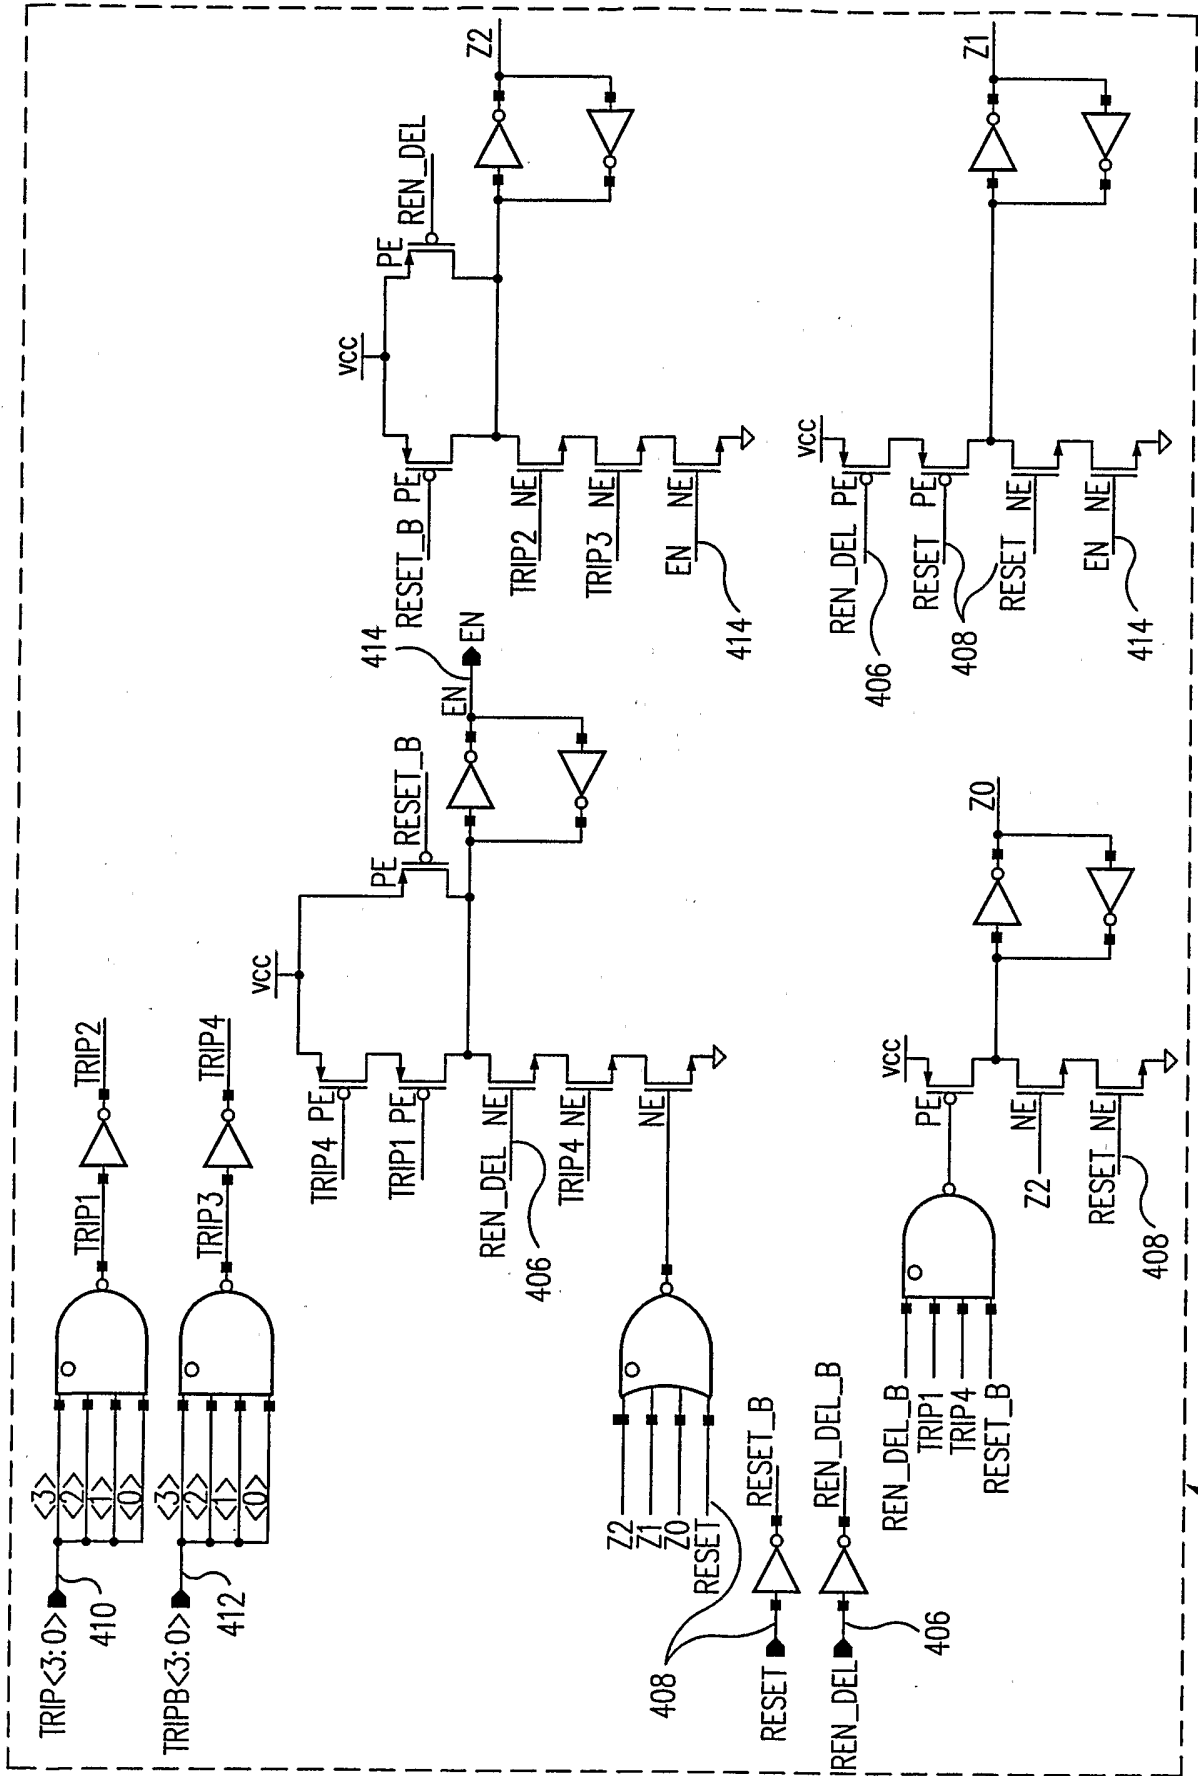 TRIP<3:0>
410
<3>
<2>
<1>
<0>
TRIP1
TRIP2
TRIPB<3:0>
412
<3>
<2>
<1>
<0>
TRIP3
TRIP4
VCC
TRIP4 PE
TRIP1 PE
REN_DEL NE
406
TRIP4 NE
NE
PE
RESET_B
EN
414
EN
Z2
Z1
Z0
RESET
408
RESET
RESET_B
IREN_DEL
REN_DEL_B
406
VCC
RESET_B PE
PE
REN_DEL
TRIP2 NE
TRIP3 NE
EN NE
414
Z2
REN_DEL_B
TRIP1
TRIP4
RESET_B
VCC
PE
NE
Z2
RESET NE
408
Z0
VCC
REN_DEL PE
406
RESET PE
408
RESET NE
EN NE
414
Z1